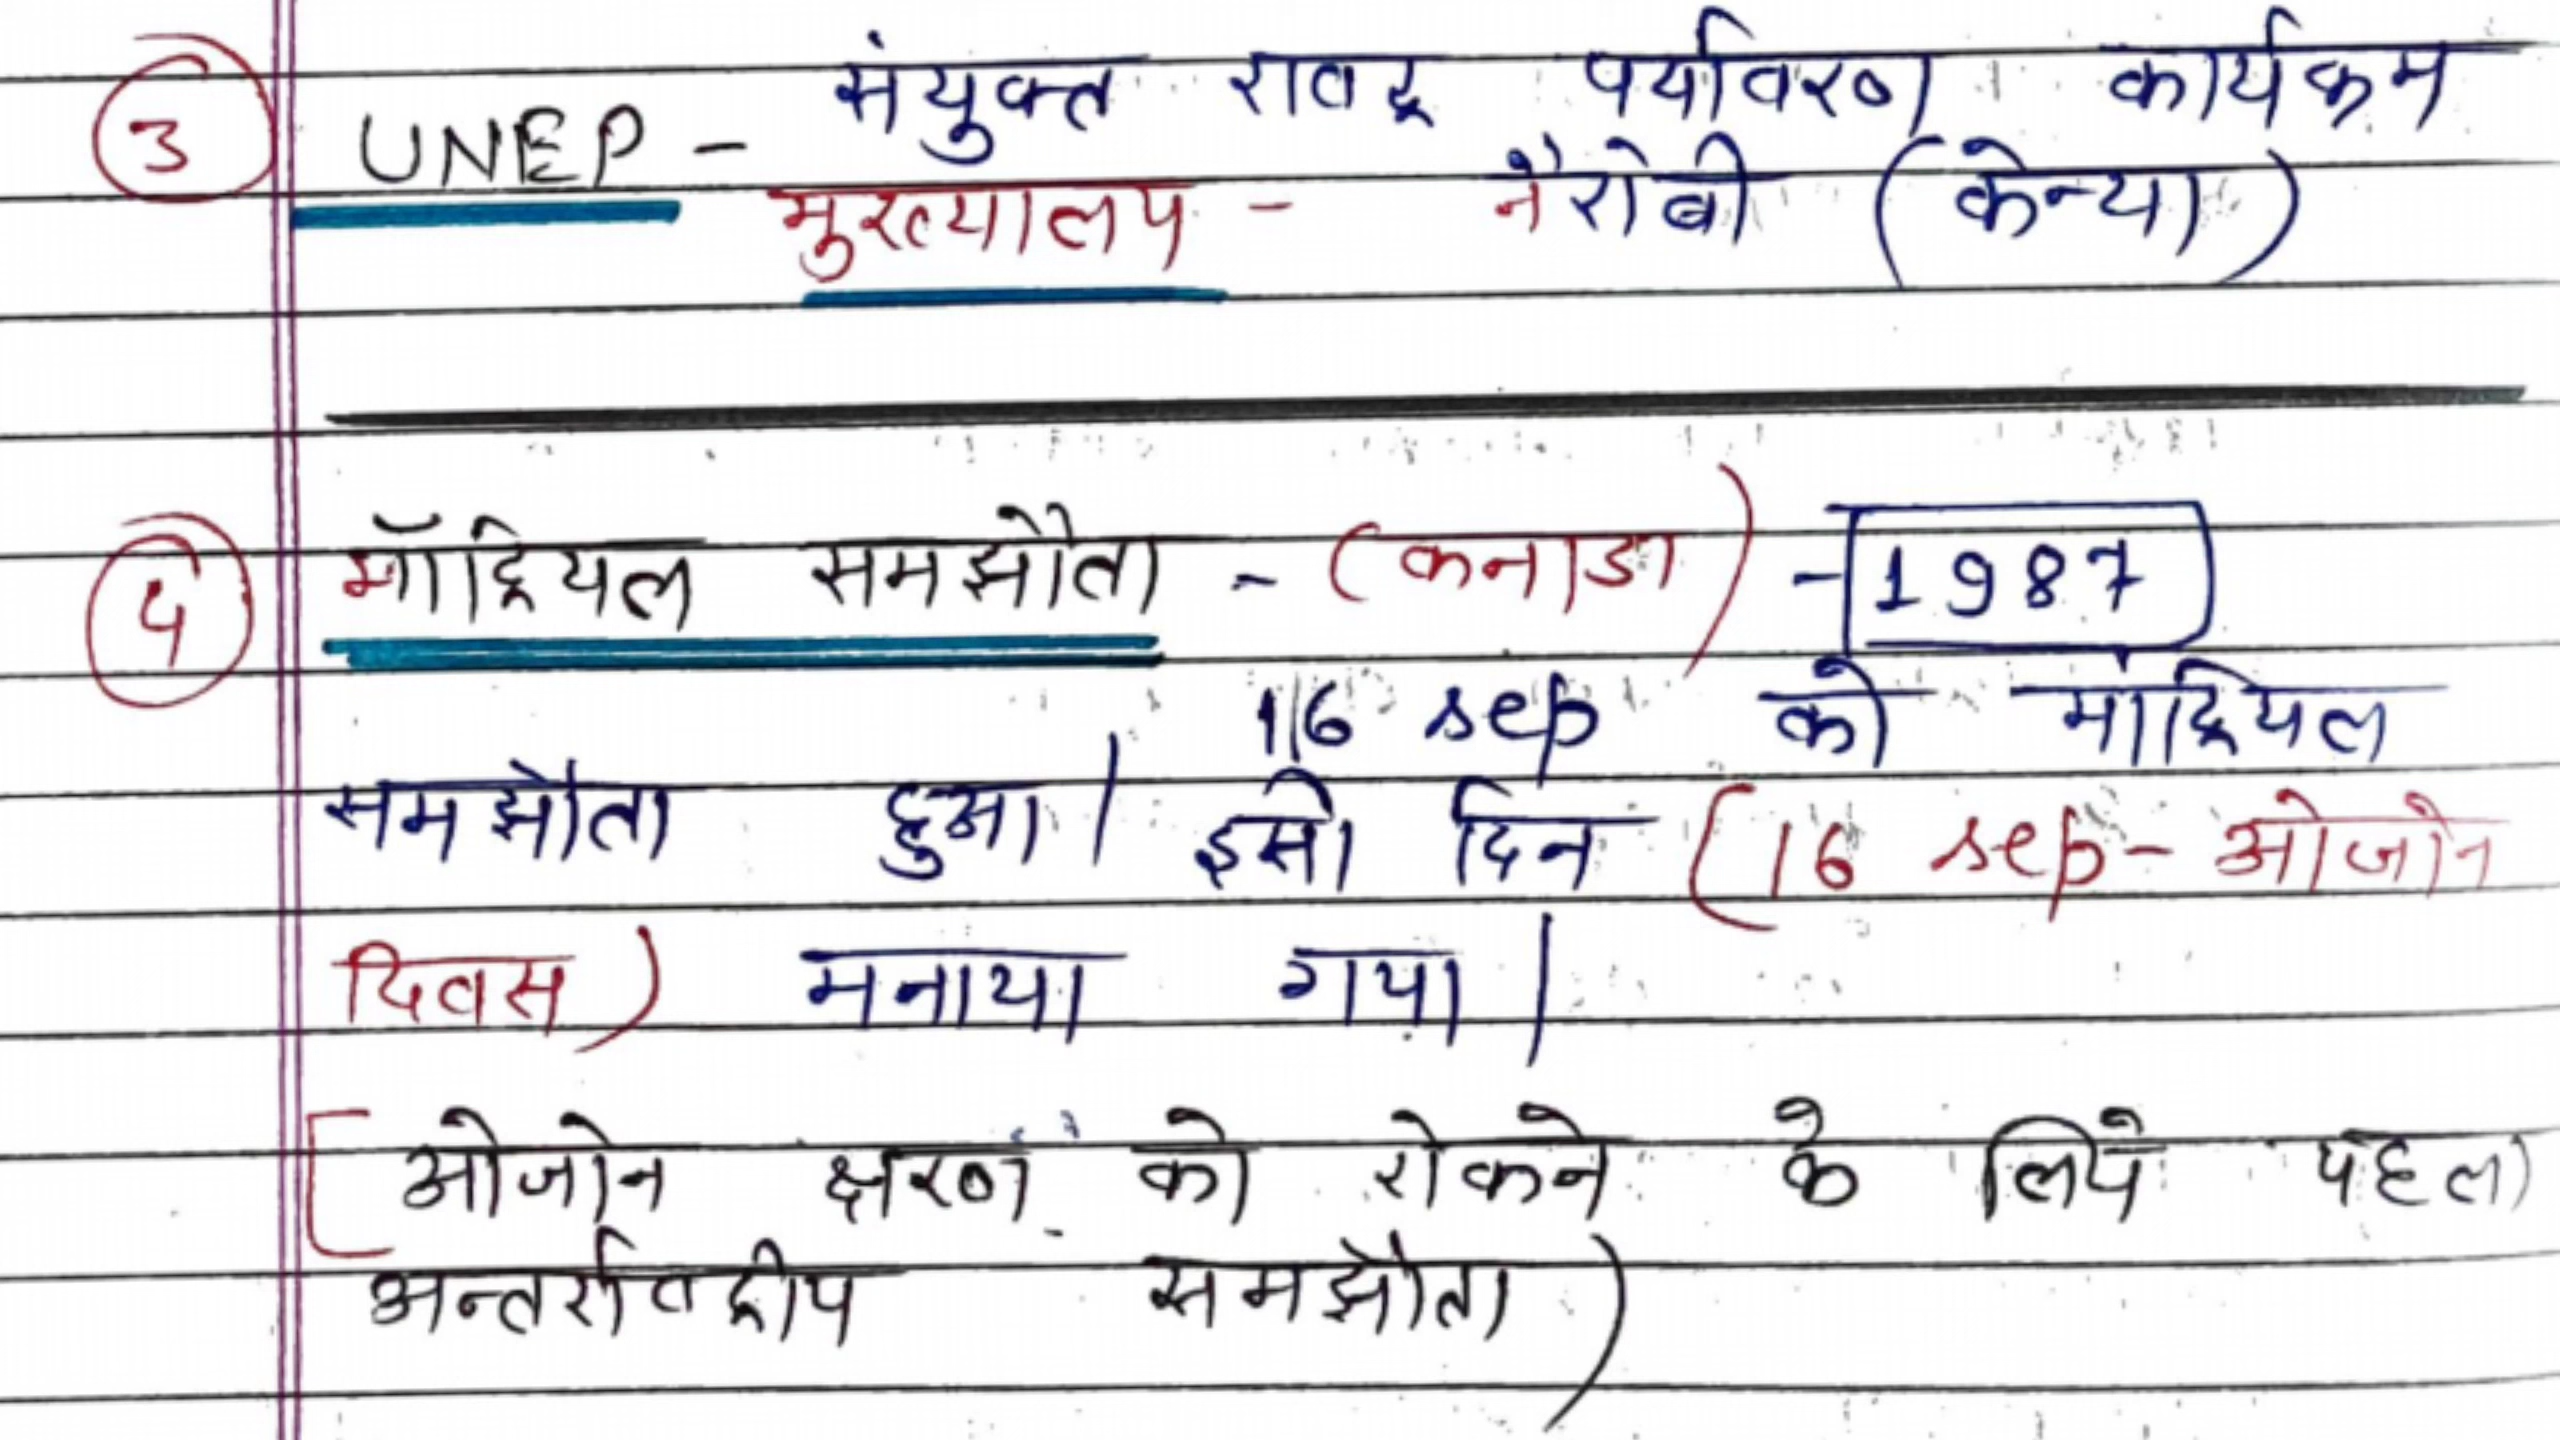 ③ UNEP - संयुक्त राष्ट्र पर्यावरण कार्यक्रम
मुख्यालय - नैरोबी (केन्या)
④ मॉट्रियल समझौता - (कनाडा) - 1987
16 sep को मांट्रियल
समझौता हुआ। इसी दिन (16 sep - ओजोन
दिवस) मनाया गया।
[ओजोन क्षरण को रोकने के लिये पहला
अन्तर्राष्ट्रीय समझौता)